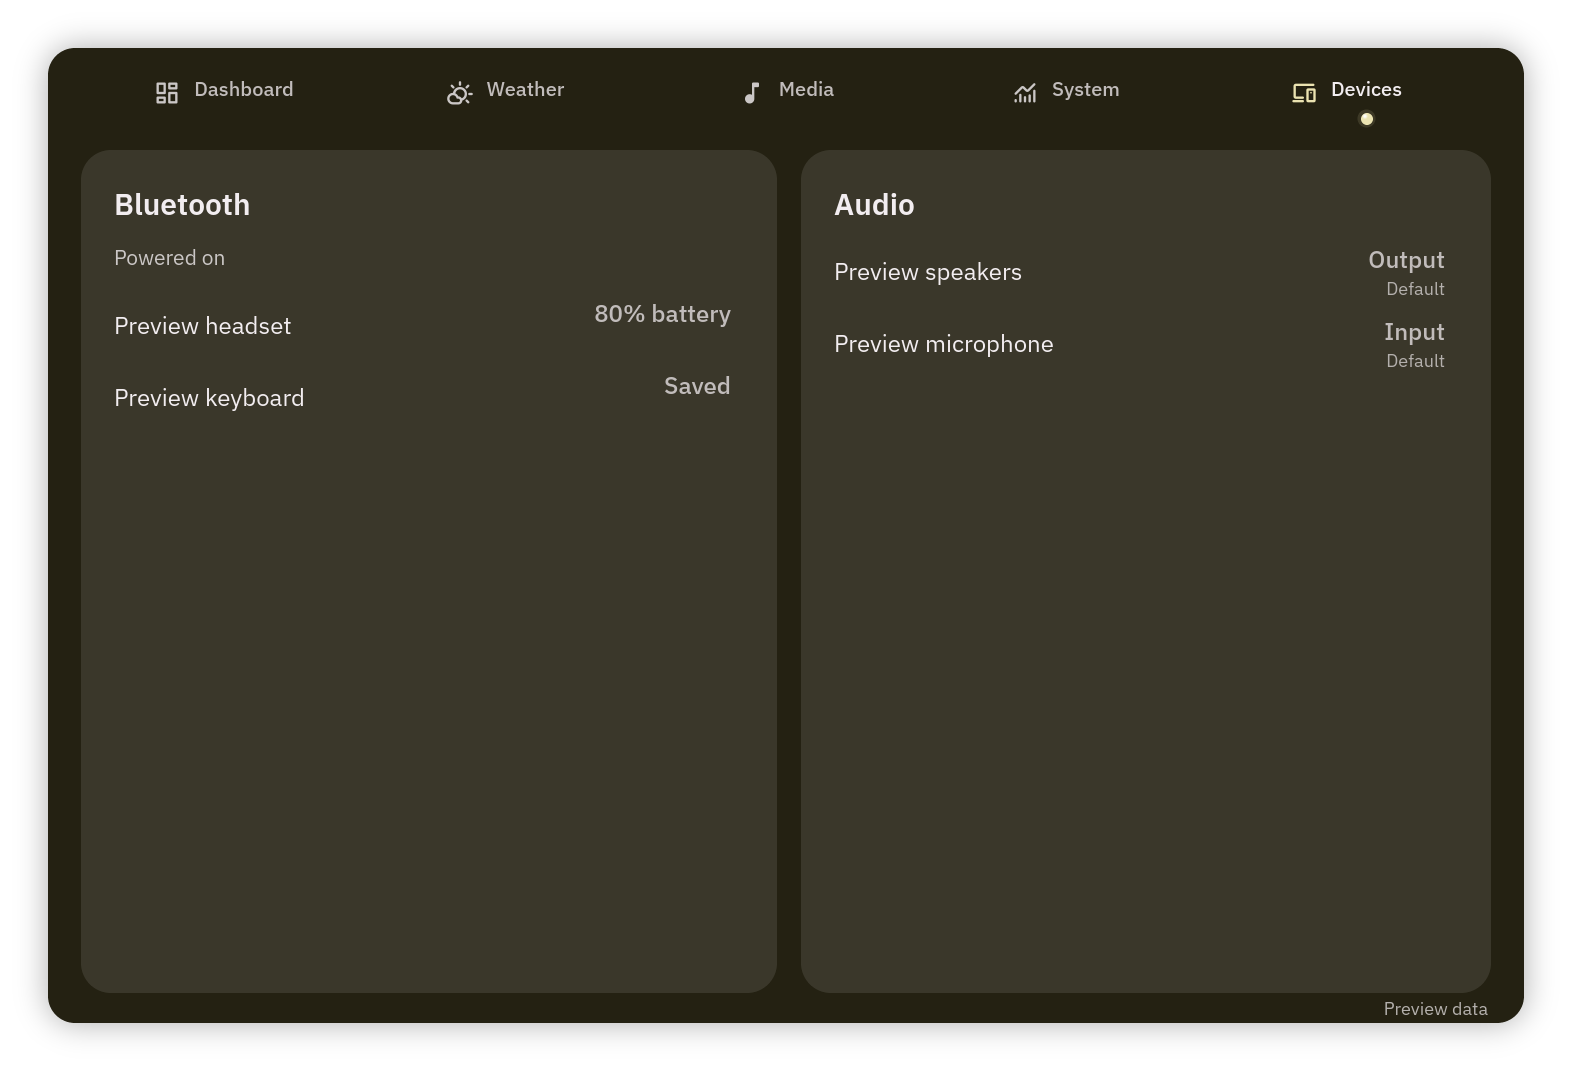 Dashboard
Weather
Media
System
Devices
Bluetooth
Powered on
Preview headset
80% battery
Preview keyboard
Saved
Audio
Preview speakers
Output
Default
Preview microphone
Input
Default
Preview data